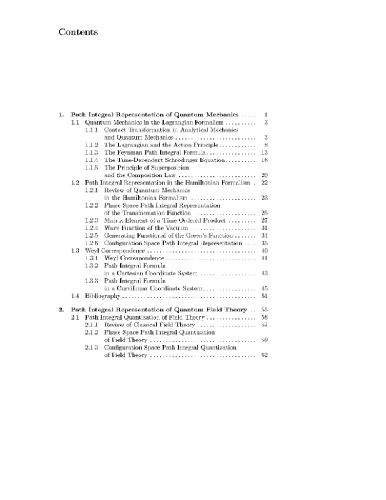 Contents
1. Path Integral Representation of Quantum Mechanics ..... 1
1.1 Quantum Mechanics in the Lagrangian Formalism .......... 3
1.1.1 Contact Transformation in Analytical Mechanics
and Quantum Mechanics .......................... 3
1.1.2 The Lagrangian and the Action Principle ............ 8
1.1.3 The Feynman Path Integral Formula ................ 13
1.1.4 The Time-Dependent Schrödinger Equation .......... 16
1.1.5 The Principle of Superposition
and the Composition Law ......................... 20
1.2 Path Integral Representation in the Hamiltonian Formalism . 22
1.2.1 Review of Quantum Mechanics
in the Hamiltonian Formalism ..................... 23
1.2.2 Phase Space Path Integral Representation
of the Transformation Function .................. 25
1.2.3 Matrix Element of a Time-Ordered Product ......... 27
1.2.4 Wave Function of the Vacuum ..................... 31
1.2.5 Generating Functional of the Green's Function ...... 34
1.2.6 Configuration Space Path Integral Representation .... 35
1.3 Weyl Correspondence .................................. 40
1.3.1 Weyl Correspondence ............................. 41
1.3.2 Path Integral Formula
in a Cartesian Coordinate System .................. 43
1.3.3 Path Integral Formula
in a Curvilinear Coordinate System ................. 45
1.4 Bibliography ........................................... 51
2. Path Integral Representation of Quantum Field Theory .. 55
2.1 Path Integral Quantization of Field Theory ................ 56
2.1.1 Review of Classical Field Theory ................... 57
2.1.2 Phase Space Path Integral Quantization
of Field Theory .................................. 59
2.1.3 Configuration Space Path Integral Quantization
of Field Theory .................................. 62